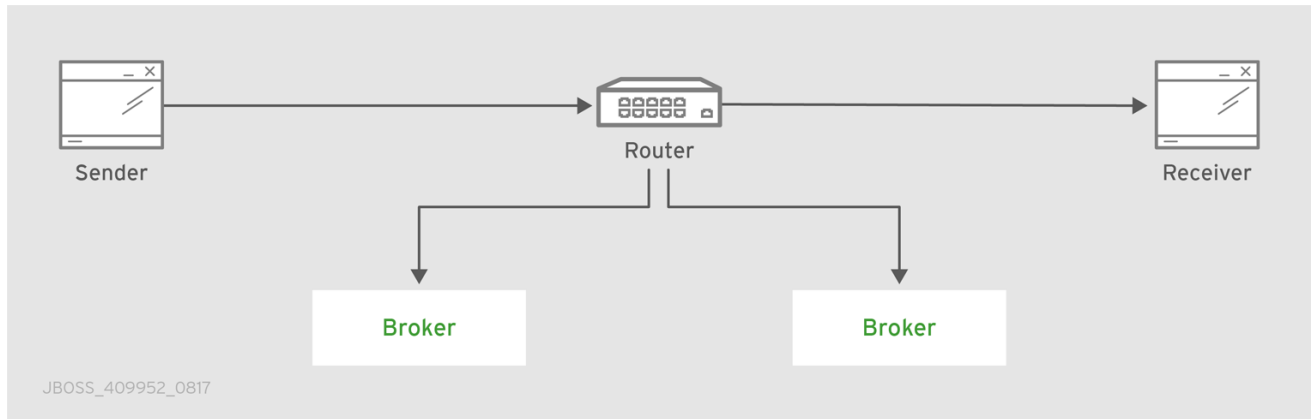 Sender
Router
Receiver
Broker
Broker
JBOSS_409952_0817